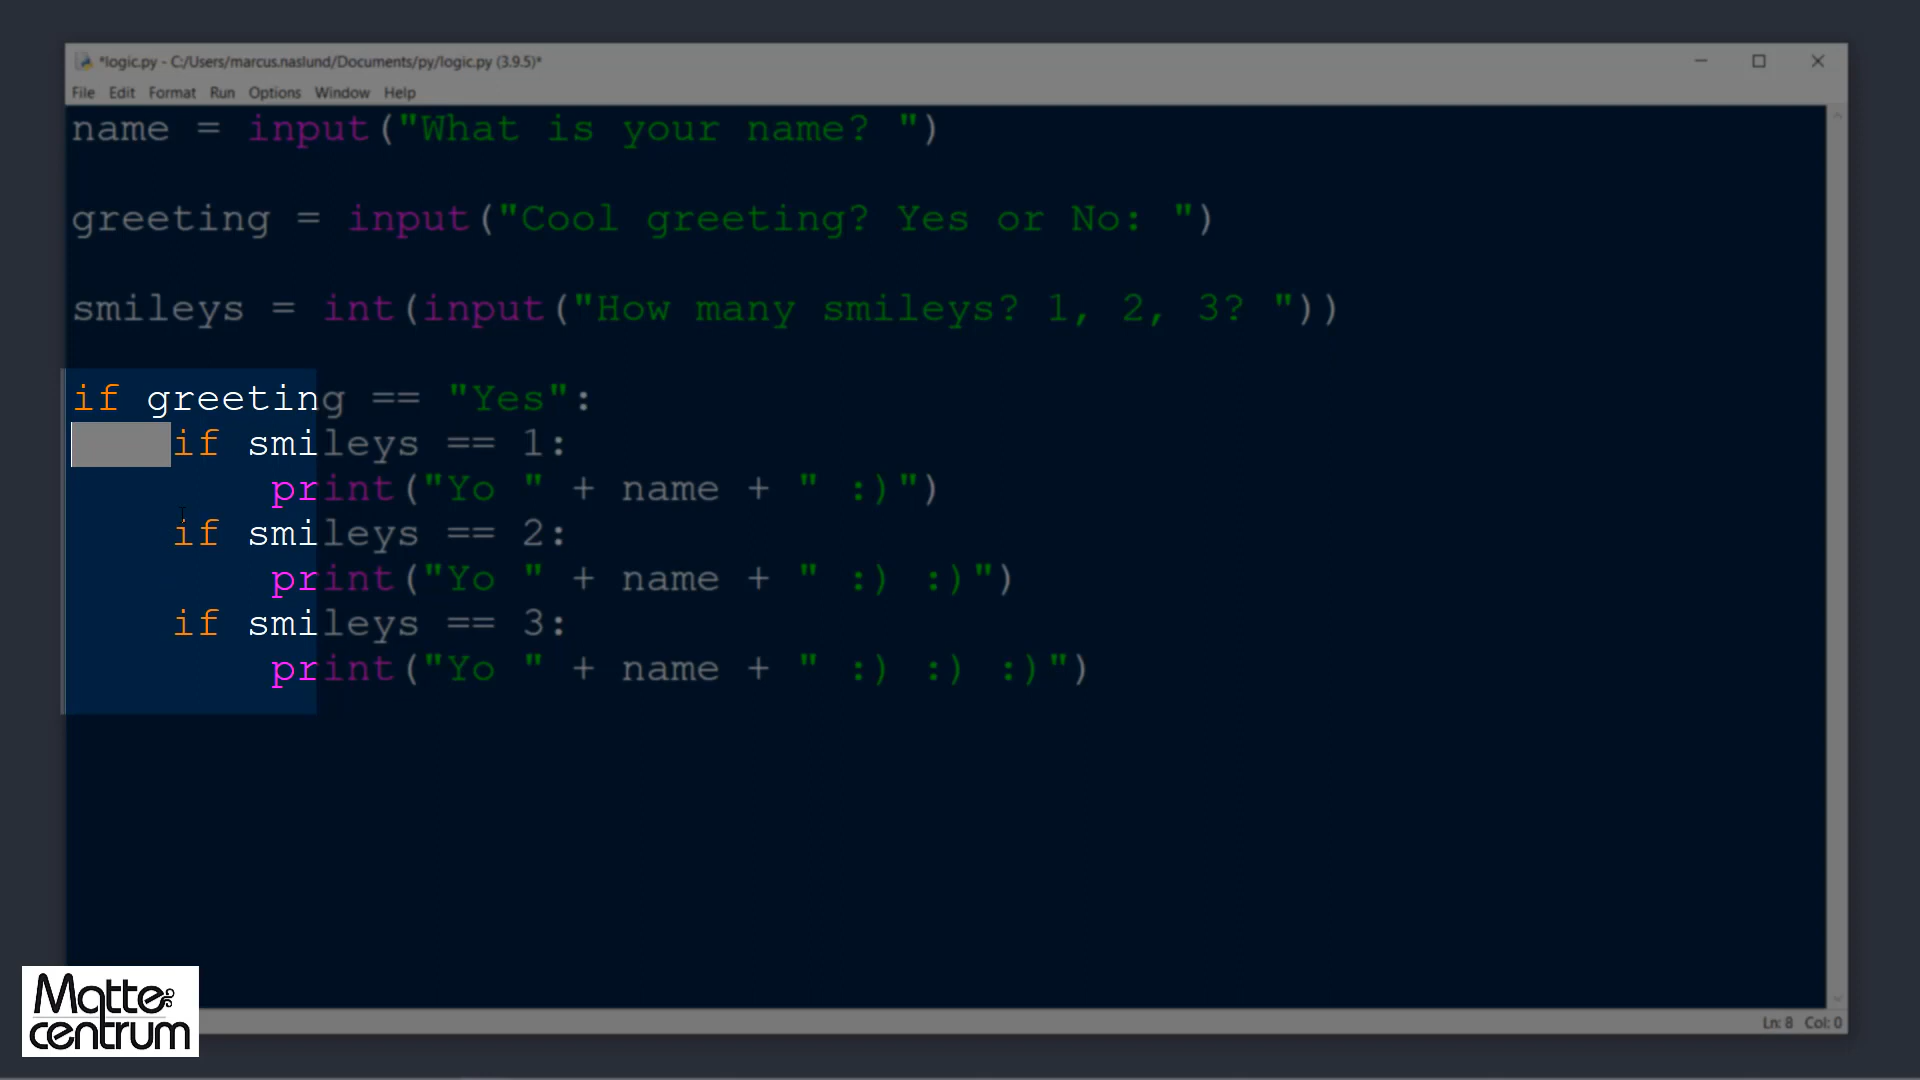 *logic.py - C:/Users/marcus.naslund/Documents/py/logic.py (3.9.5)*
File Edit Format Run Options Window Help
name = input("What is your name? ")
greeting = input("Cool greeting? Yes or No: ")
smileys = int(input("How many smileys? 1, 2, 3? "))
if greeting == "Yes":
    if smileys == 1:
        print("Yo " + name + " :)")
    if smileys == 2:
        print("Yo " + name + " :) :)")
    if smileys == 3:
        print("Yo " + name + " :) :) :)")
Matte
centrum
Ln: 8 Col: 0